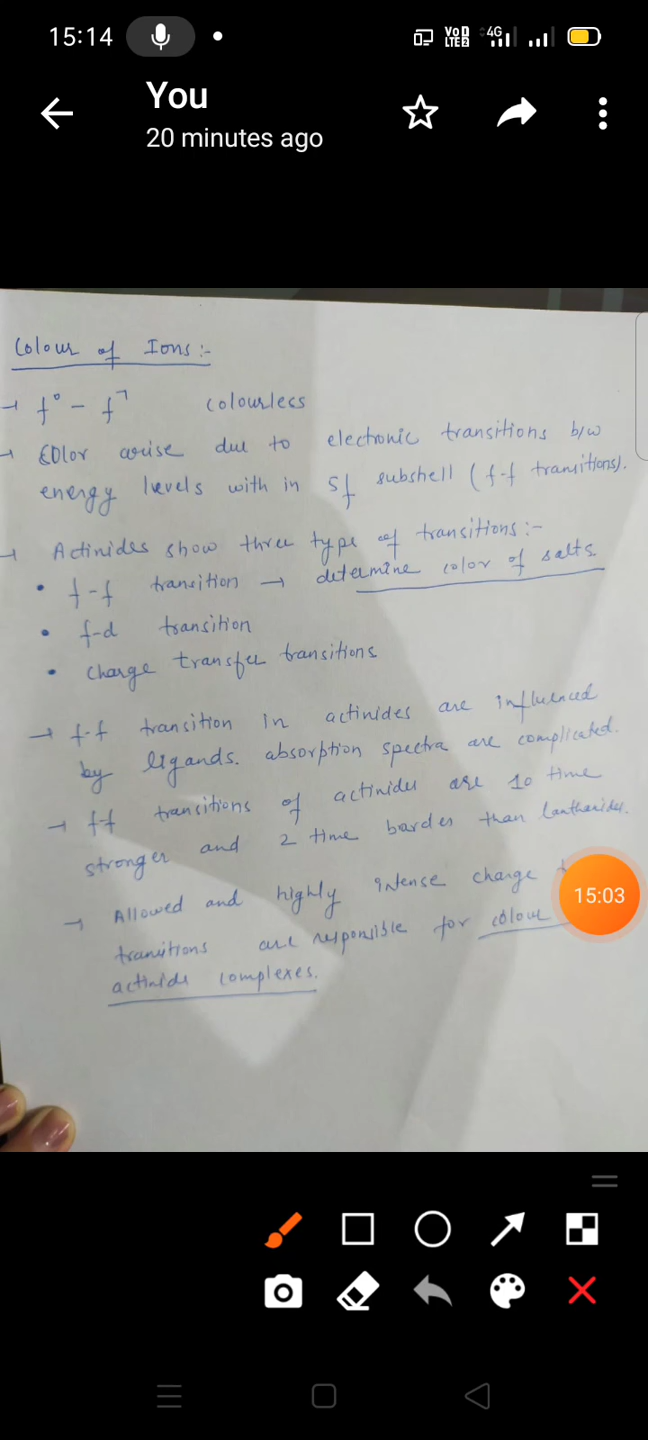 15:14
Vo D LTE 2
4G
You
20 minutes ago
Colour of Ions :-
→ f° - f⁷ colourless
→ Color arise due to electronic transitions b/w
energy levels with in 5f subshell (f-f transitions).
→ Actinides show three type of transitions :-
• f-f transition → determine color of salts.
• f-d transition
• charge transfer transitions
→ f-f transition in actinides are influenced
by ligands. absorption spectra are complicated.
→ f-f transitions of actinides are 10 time
stronger and 2 time border than lanthanides.
→ Allowed and highly intense charge
transitions are responsible for colour
actinide complexes.
15:03